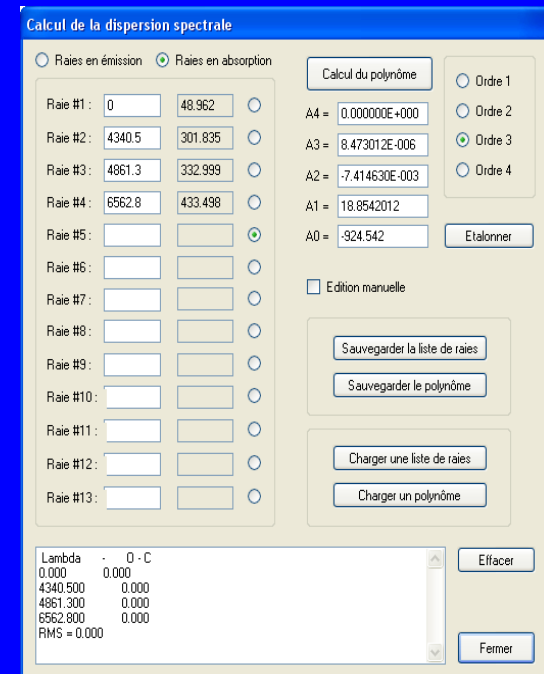 Calcul de la dispersion spectrale
Raies en émission Raies en absorption
Raie #1 : 0 48.962
Raie #2 : 4340.5 301.835
Raie #3 : 4861.3 332.999
Raie #4 : 6562.8 433.498
Raie #5 :
Raie #6 :
Raie #7 :
Raie #8 :
Raie #9 :
Raie #10 :
Raie #11 :
Raie #12 :
Raie #13 :
Calcul du polynôme
A4 = 0.000000E+000
A3 = 8.473012E-006
A2 = -7.414630E-003
A1 = 18.8542012
A0 = -924.542
Ordre 1
Ordre 2
Ordre 3
Ordre 4
Etalonner
Edition manuelle
Sauvegarder la liste de raies
Sauvegarder le polynôme
Charger une liste de raies
Charger un polynôme
Lambda - O - C
0.000 0.000
4340.500 0.000
4861.300 0.000
6562.800 0.000
RMS = 0.000
Effacer
Fermer